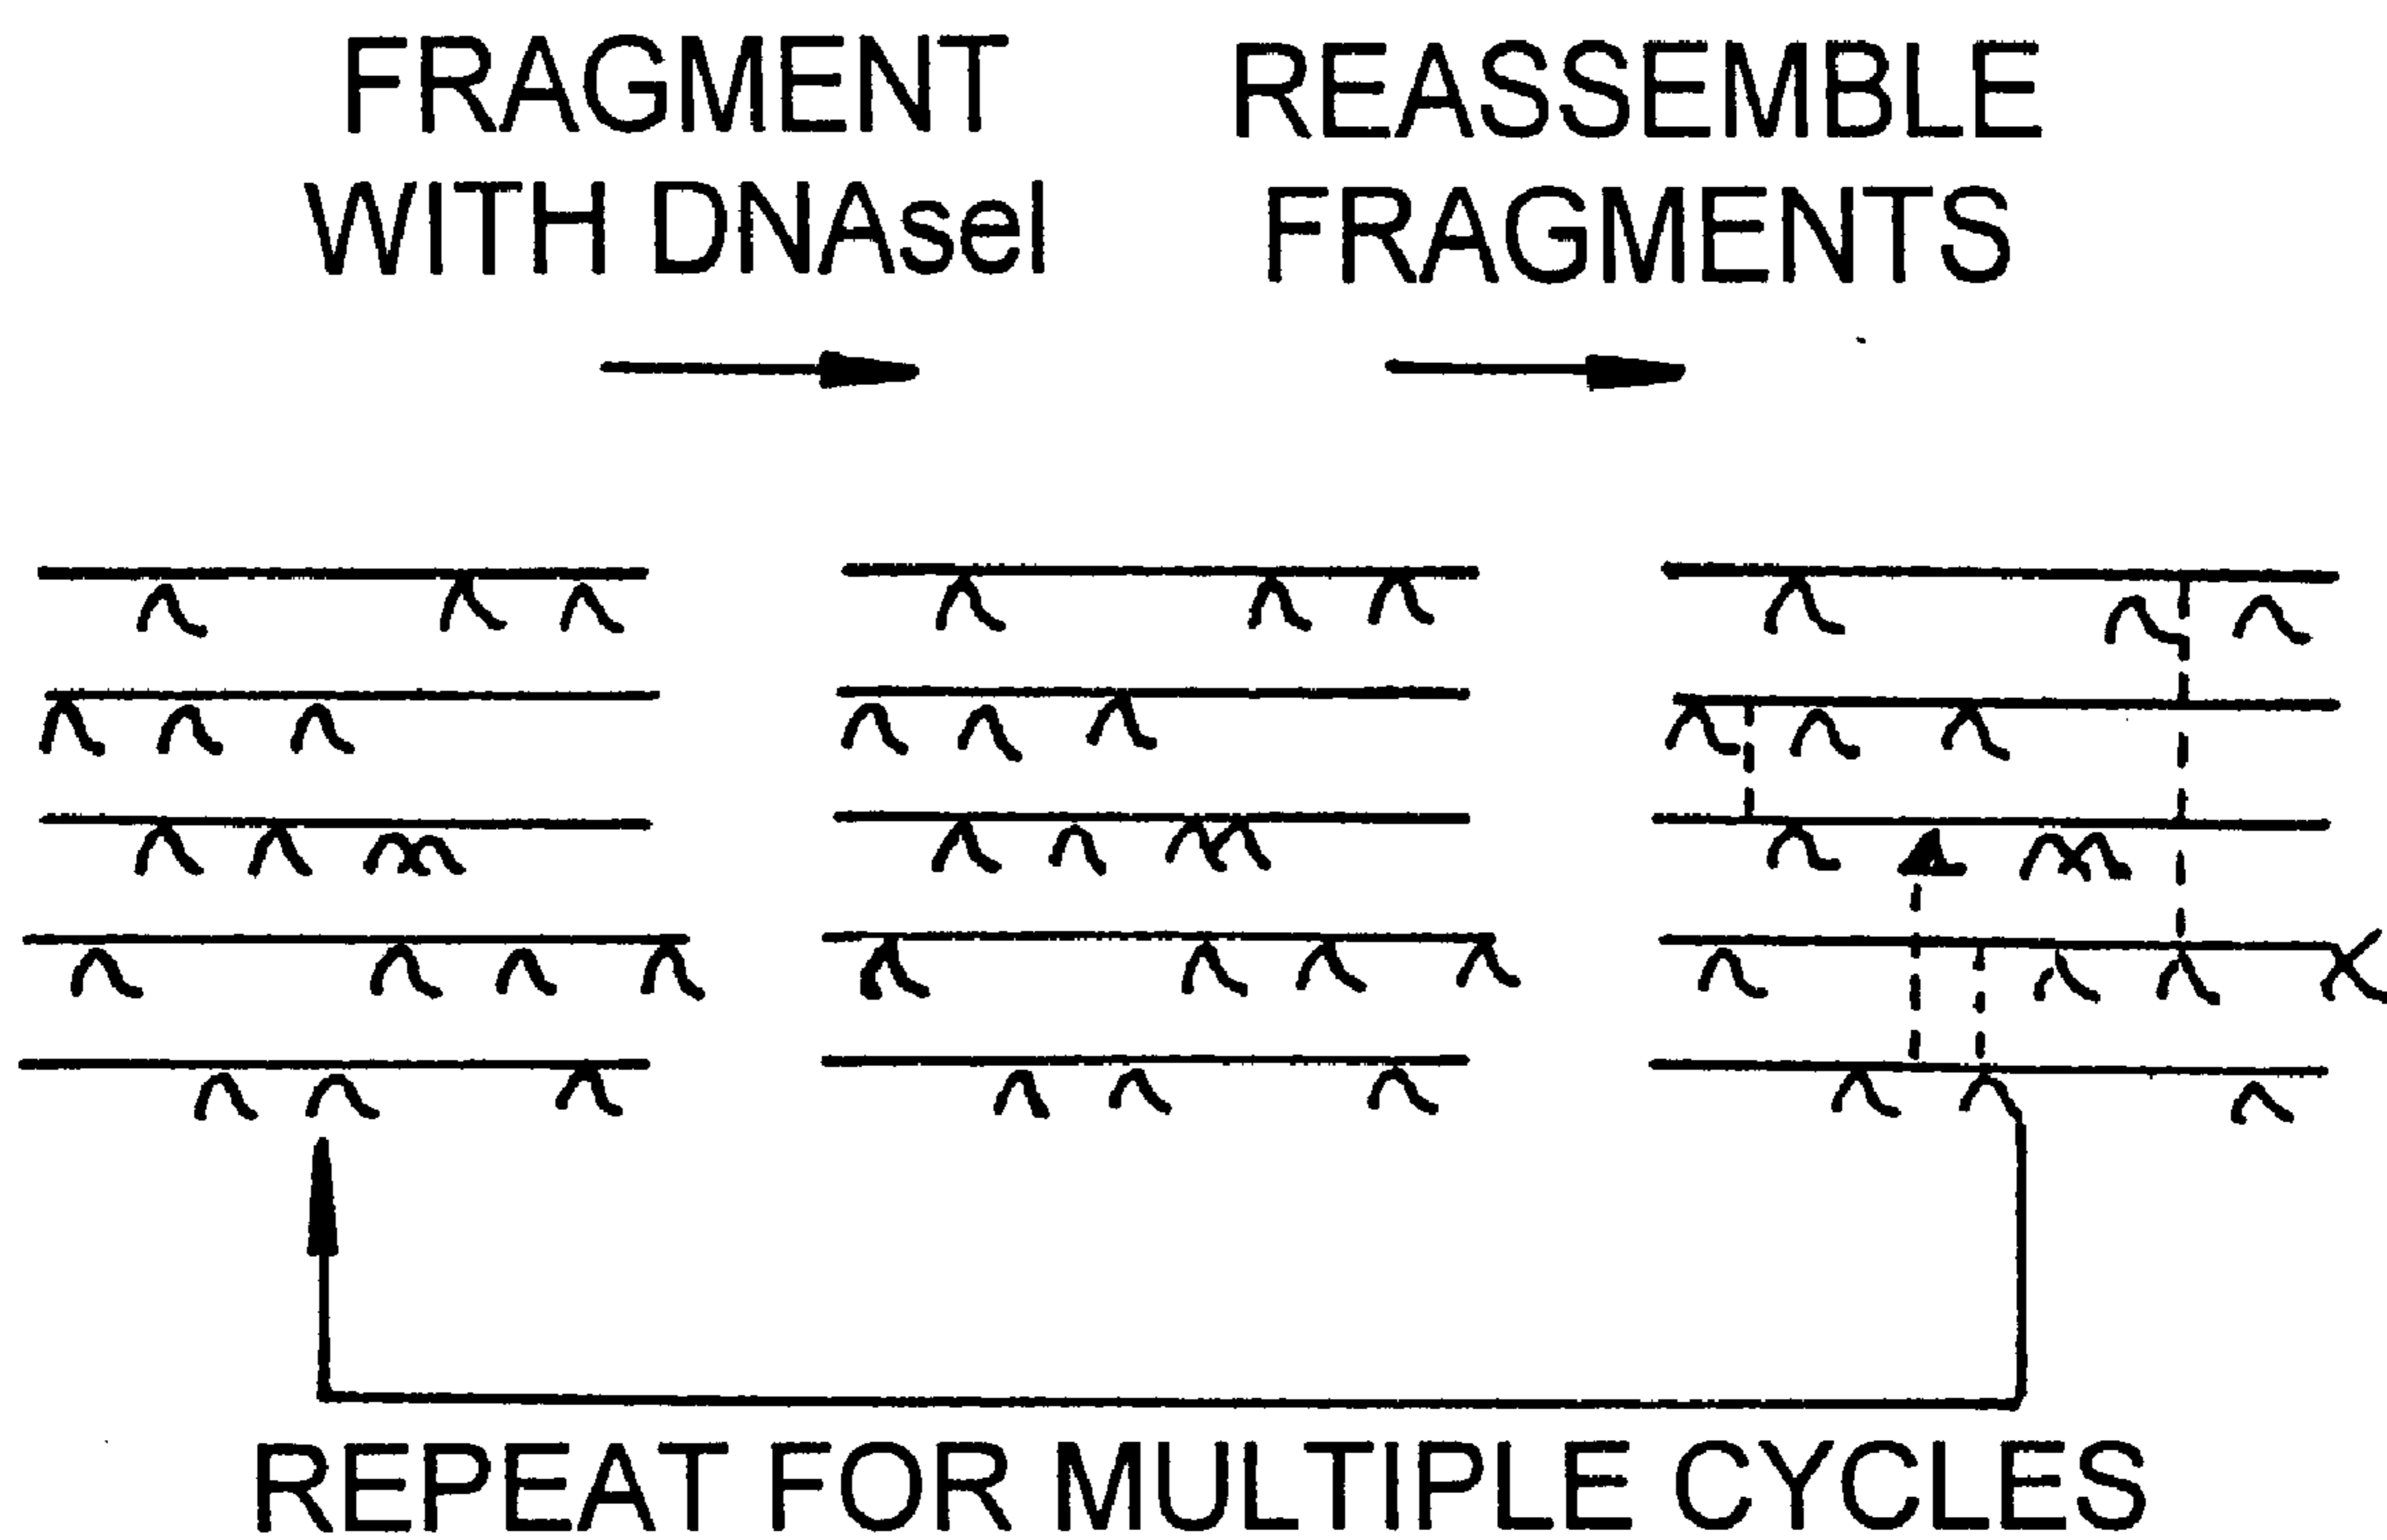 FRAGMENT
WITH DNAseI
REASSEMBLE
FRAGMENTS
REPEAT FOR MULTIPLE CYCLES